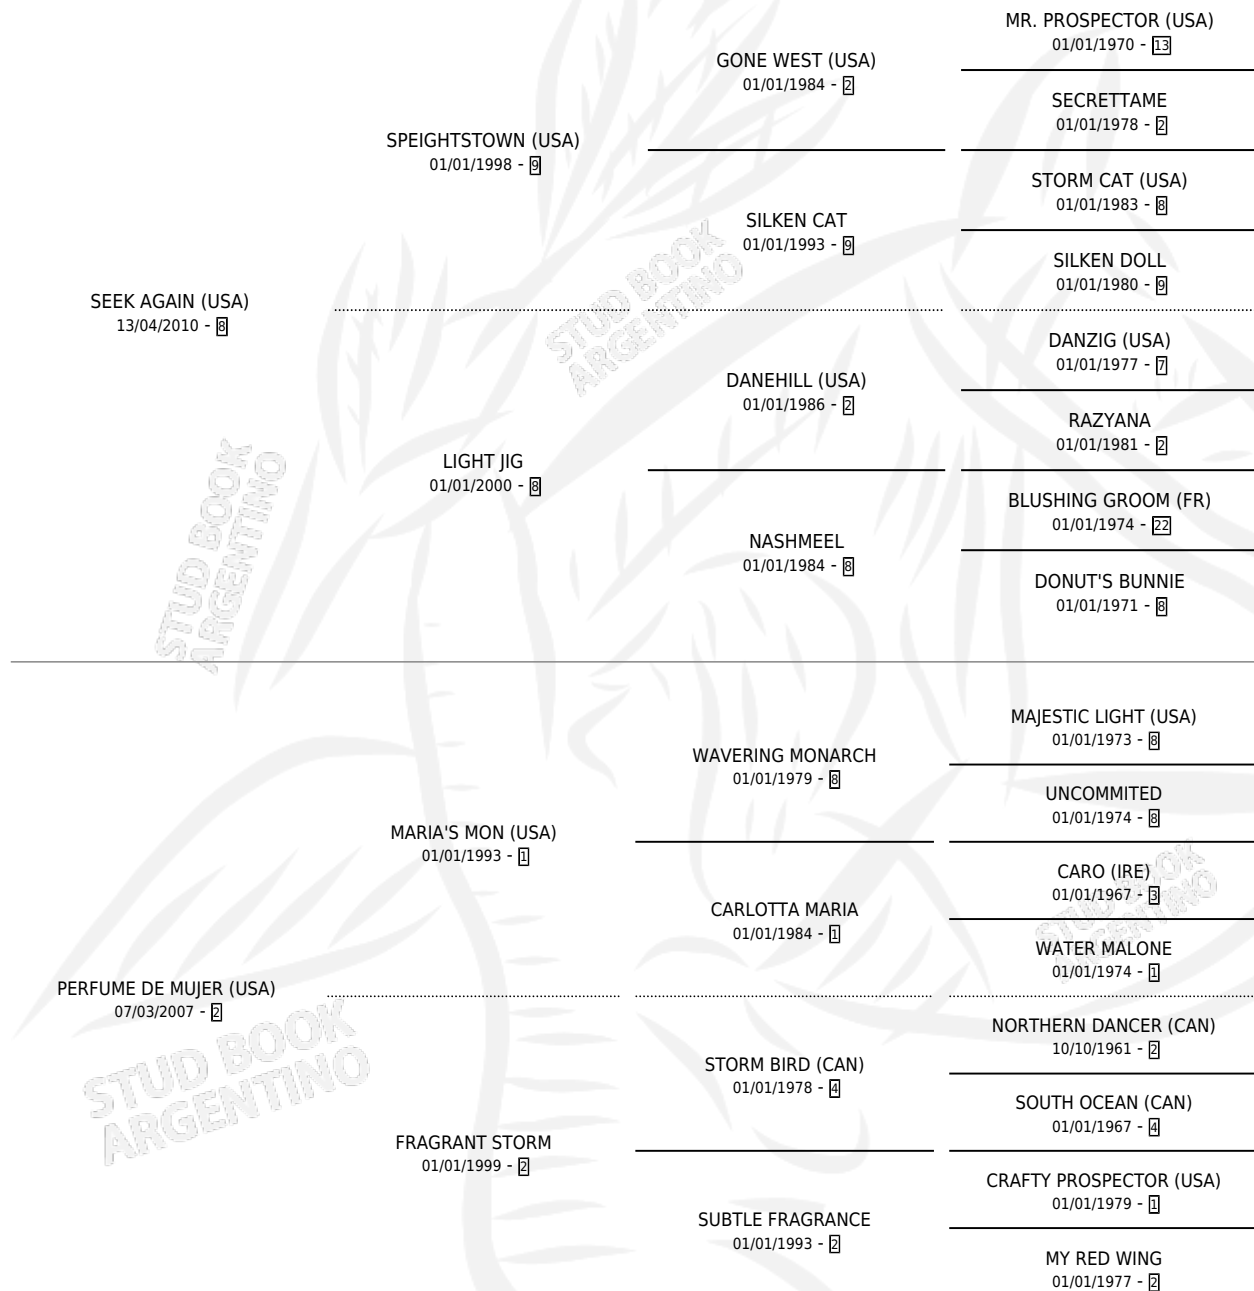 MR. PROSPECTOR (USA)
01/01/1970 - 13
GONE WEST (USA)
01/01/1984 - 2
SECRETTAME
01/01/1978 - 2
SPEIGHTSTOWN (USA)
01/01/1998 - 9
STORM CAT (USA)
01/01/1983 - 8
SILKEN CAT
01/01/1993 - 9
SILKEN DOLL
01/01/1980 - 9
SEEK AGAIN (USA)
13/04/2010 - 8
DANZIG (USA)
01/01/1977 - 7
DANEHILL (USA)
01/01/1986 - 2
RAZYANA
01/01/1981 - 2
LIGHT JIG
01/01/2000 - 8
BLUSHING GROOM (FR)
01/01/1974 - 22
NASHMEEL
01/01/1984 - 8
DONUT'S BUNNIE
01/01/1971 - 8
MAJESTIC LIGHT (USA)
01/01/1973 - 8
WAVERING MONARCH
01/01/1979 - 8
UNCOMMITED
01/01/1974 - 8
MARIA'S MON (USA)
01/01/1993 - 1
CARO (IRE)
01/01/1967 - 3
CARLOTTA MARIA
01/01/1984 - 1
WATER MALONE
01/01/1974 - 1
PERFUME DE MUJER (USA)
07/03/2007 - 2
NORTHERN DANCER (CAN)
10/10/1961 - 2
STORM BIRD (CAN)
01/01/1978 - 4
SOUTH OCEAN (CAN)
01/01/1967 - 4
FRAGRANT STORM
01/01/1999 - 2
CRAFTY PROSPECTOR (USA)
01/01/1979 - 1
SUBTLE FRAGRANCE
01/01/1993 - 2
MY RED WING
01/01/1977 - 2
STUD BOOK
ARGENTINO
STUD BOOK
ARGENTINO
STUD BOOK
ARGENTINO
STUD BOOK
ARGENTINO